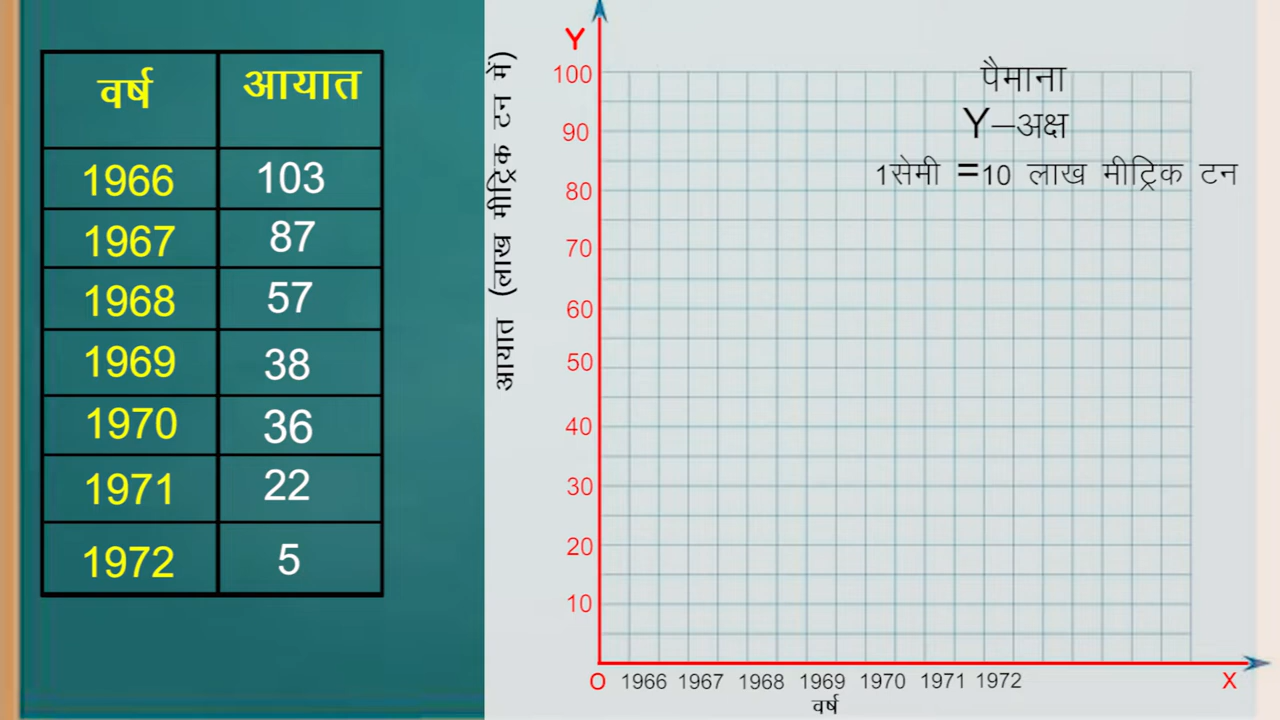 वर्ष आयात
1966 103
1967 87
1968 57
1969 38
1970 36
1971 22
1972 5
आयात (लाख मीट्रिक टन में)
Y
100
90
80
70
60
50
40
30
20
10
पैमाना
Y–अक्ष
1सेमी =10 लाख मीट्रिक टन
O 1966 1967 1968 1969 1970 1971 1972 X
वर्ष